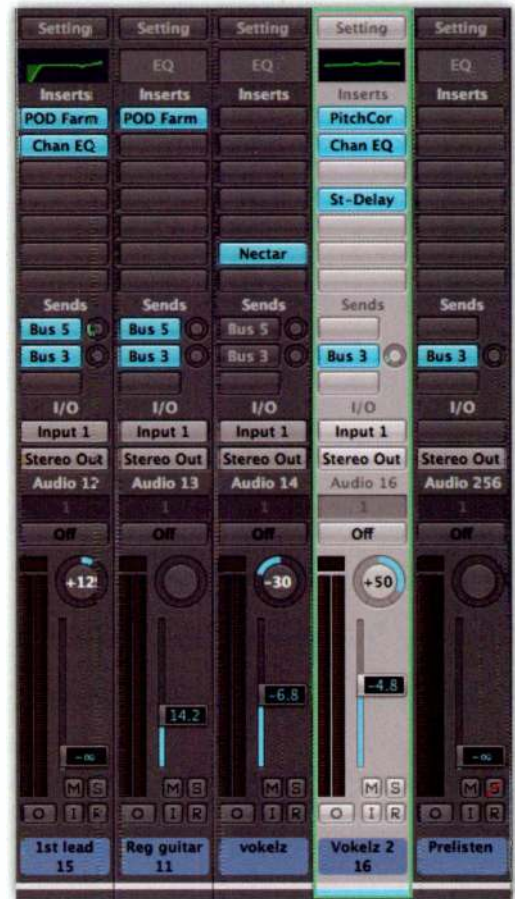 Setting Setting Setting Setting Setting
EQ EQ EQ
Inserts Inserts Inserts Inserts Inserts
POD Farm POD Farm PitchCor
Chan EQ Chan EQ
St-Delay
Nectar
Sends Sends Sends Sends Sends
Bus 5 Bus 5 Bus 5
Bus 3 Bus 3 Bus 3 Bus 3 Bus 3
I/O I/O I/O I/O I/O
Input 1 Input 1 Input 1 Input 1
Stereo Out Stereo Out Stereo Out Stereo Out Stereo Out
Audio 12 Audio 13 Audio 14 Audio 16 Audio 256
1 1 1 1 1
Off Off Off Off Off
+12 -30 +50
-4.8
-6.8
14.2
-∞ -∞
M S M S M S M S M S
O I R O I R O I R O I R O I R
1st lead Reg guitar vokelz Vokelz 2 Prelisten
15 11 16